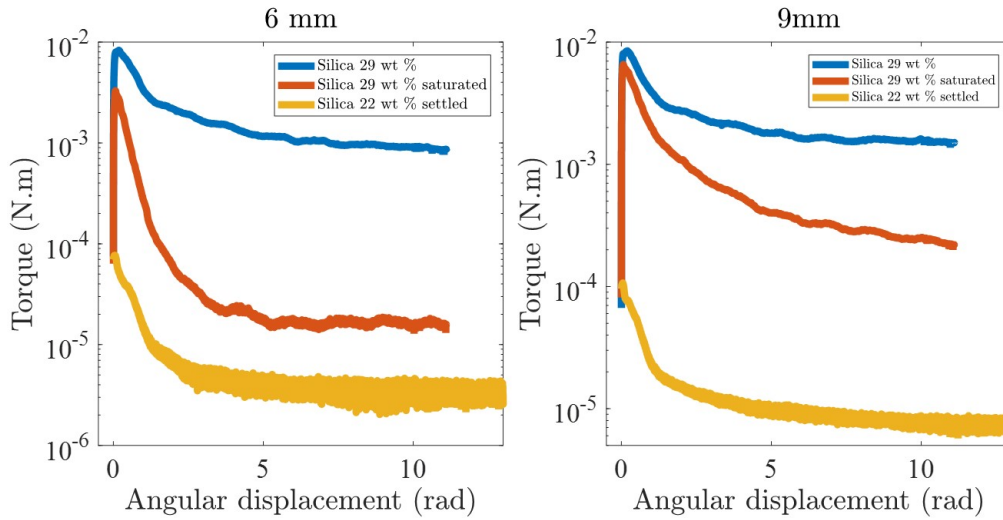 6 mm
Silica 29 wt %
Silica 29 wt % saturated
Silica 22 wt % settled
10^-2
10^-3
10^-4
10^-5
10^-6
Torque (N.m)
0
5
10
Angular displacement (rad)
9mm
Silica 29 wt %
Silica 29 wt % saturated
Silica 22 wt % settled
10^-2
10^-3
10^-4
10^-5
Torque (N.m)
0
5
10
Angular displacement (rad)